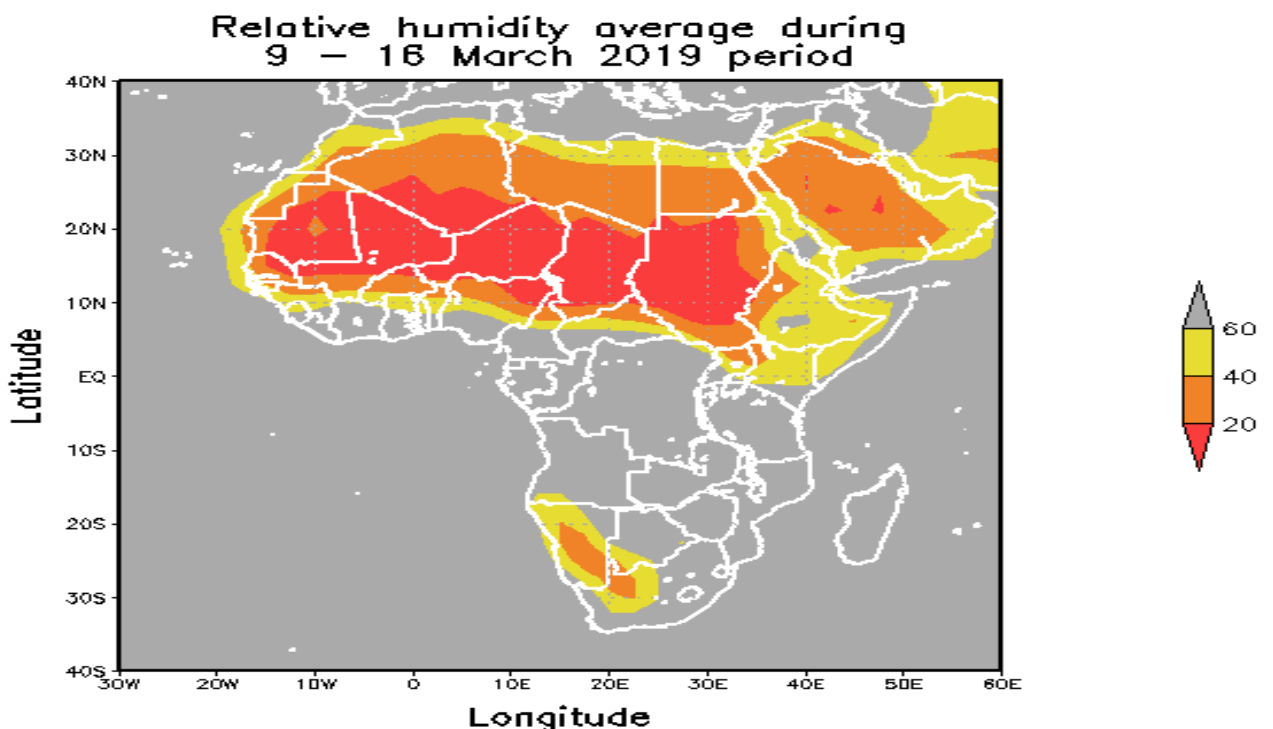 Relative humidity average during
9 - 16 March 2019 period
40N
30N
20N
10N
EQ
10S
20S
30S
40S
Latitude
30W 20W 10W 0 10E 20E 30E 40E 50E 60E
Longitude
60
40
20